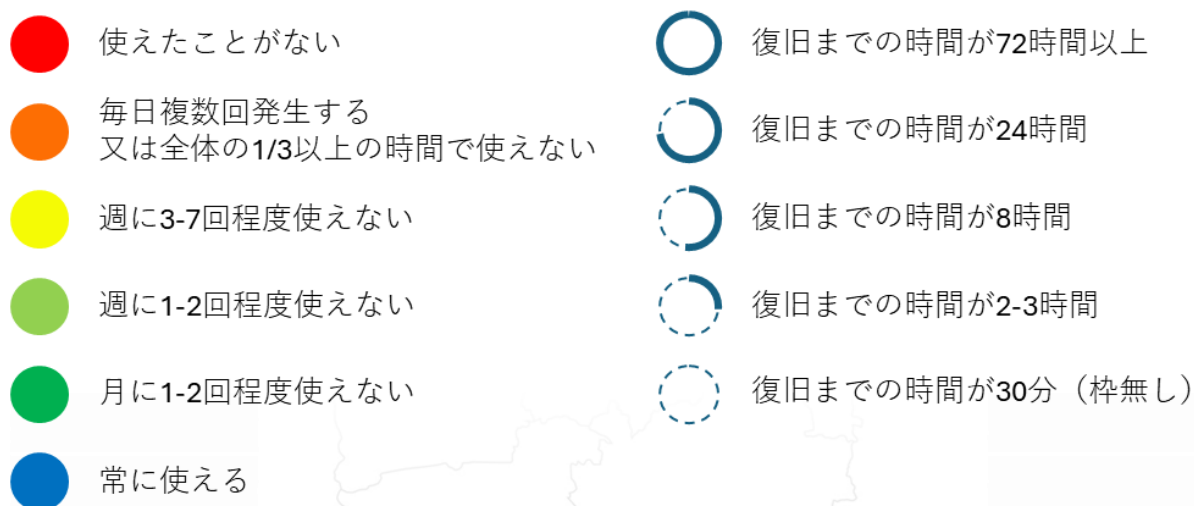 使えたことがない
毎日複数回発生する
又は全体の1/3以上の時間で使えない
週に3-7回程度使えない
週に1-2回程度使えない
月に1-2回程度使えない
常に使える
復旧までの時間が72時間以上
復旧までの時間が24時間
復旧までの時間が8時間
復旧までの時間が2-3時間
復旧までの時間が30分（枠無し）